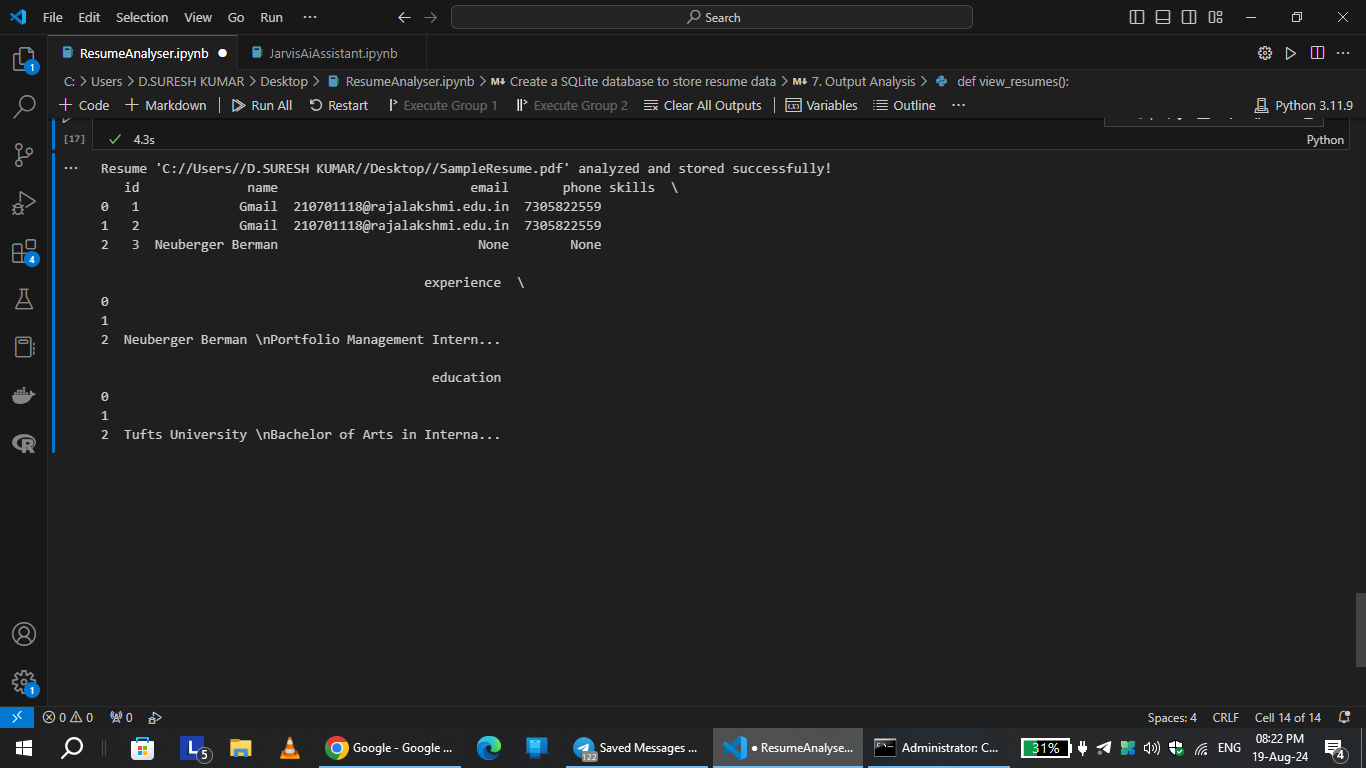 File Edit Selection View Go Run ··· Search
ResumeAnalyser.ipynb JarvisAiAssistant.ipynb
C: > Users > D.SURESH KUMAR > Desktop > ResumeAnalyser.ipynb > M↓ Create a SQLite database to store resume data > M↓ 7. Output Analysis > def view_resumes():
+ Code + Markdown Run All Restart Execute Group 1 Execute Group 2 Clear All Outputs Variables Outline ··· Python 3.11.9
[17] ✓ 4.3s Python
Resume 'C://Users//D.SURESH KUMAR//Desktop//SampleResume.pdf' analyzed and stored successfully!
id name email phone skills \
0 1 Gmail 210701118@rajalakshmi.edu.in 7305822559
1 2 Gmail 210701118@rajalakshmi.edu.in 7305822559
2 3 Neuberger Berman None None
experience \
0
1
2 Neuberger Berman \nPortfolio Management Intern...
education
0
1
2 Tufts University \nBachelor of Arts in Interna...
1
4
1
0 0 0 Spaces: 4 CRLF Cell 14 of 14
L 5 Google - Google ... 122 Saved Messages ... ● ResumeAnalyse... Administrator: C... 31% ENG 08:22 PM
19-Aug-24 4